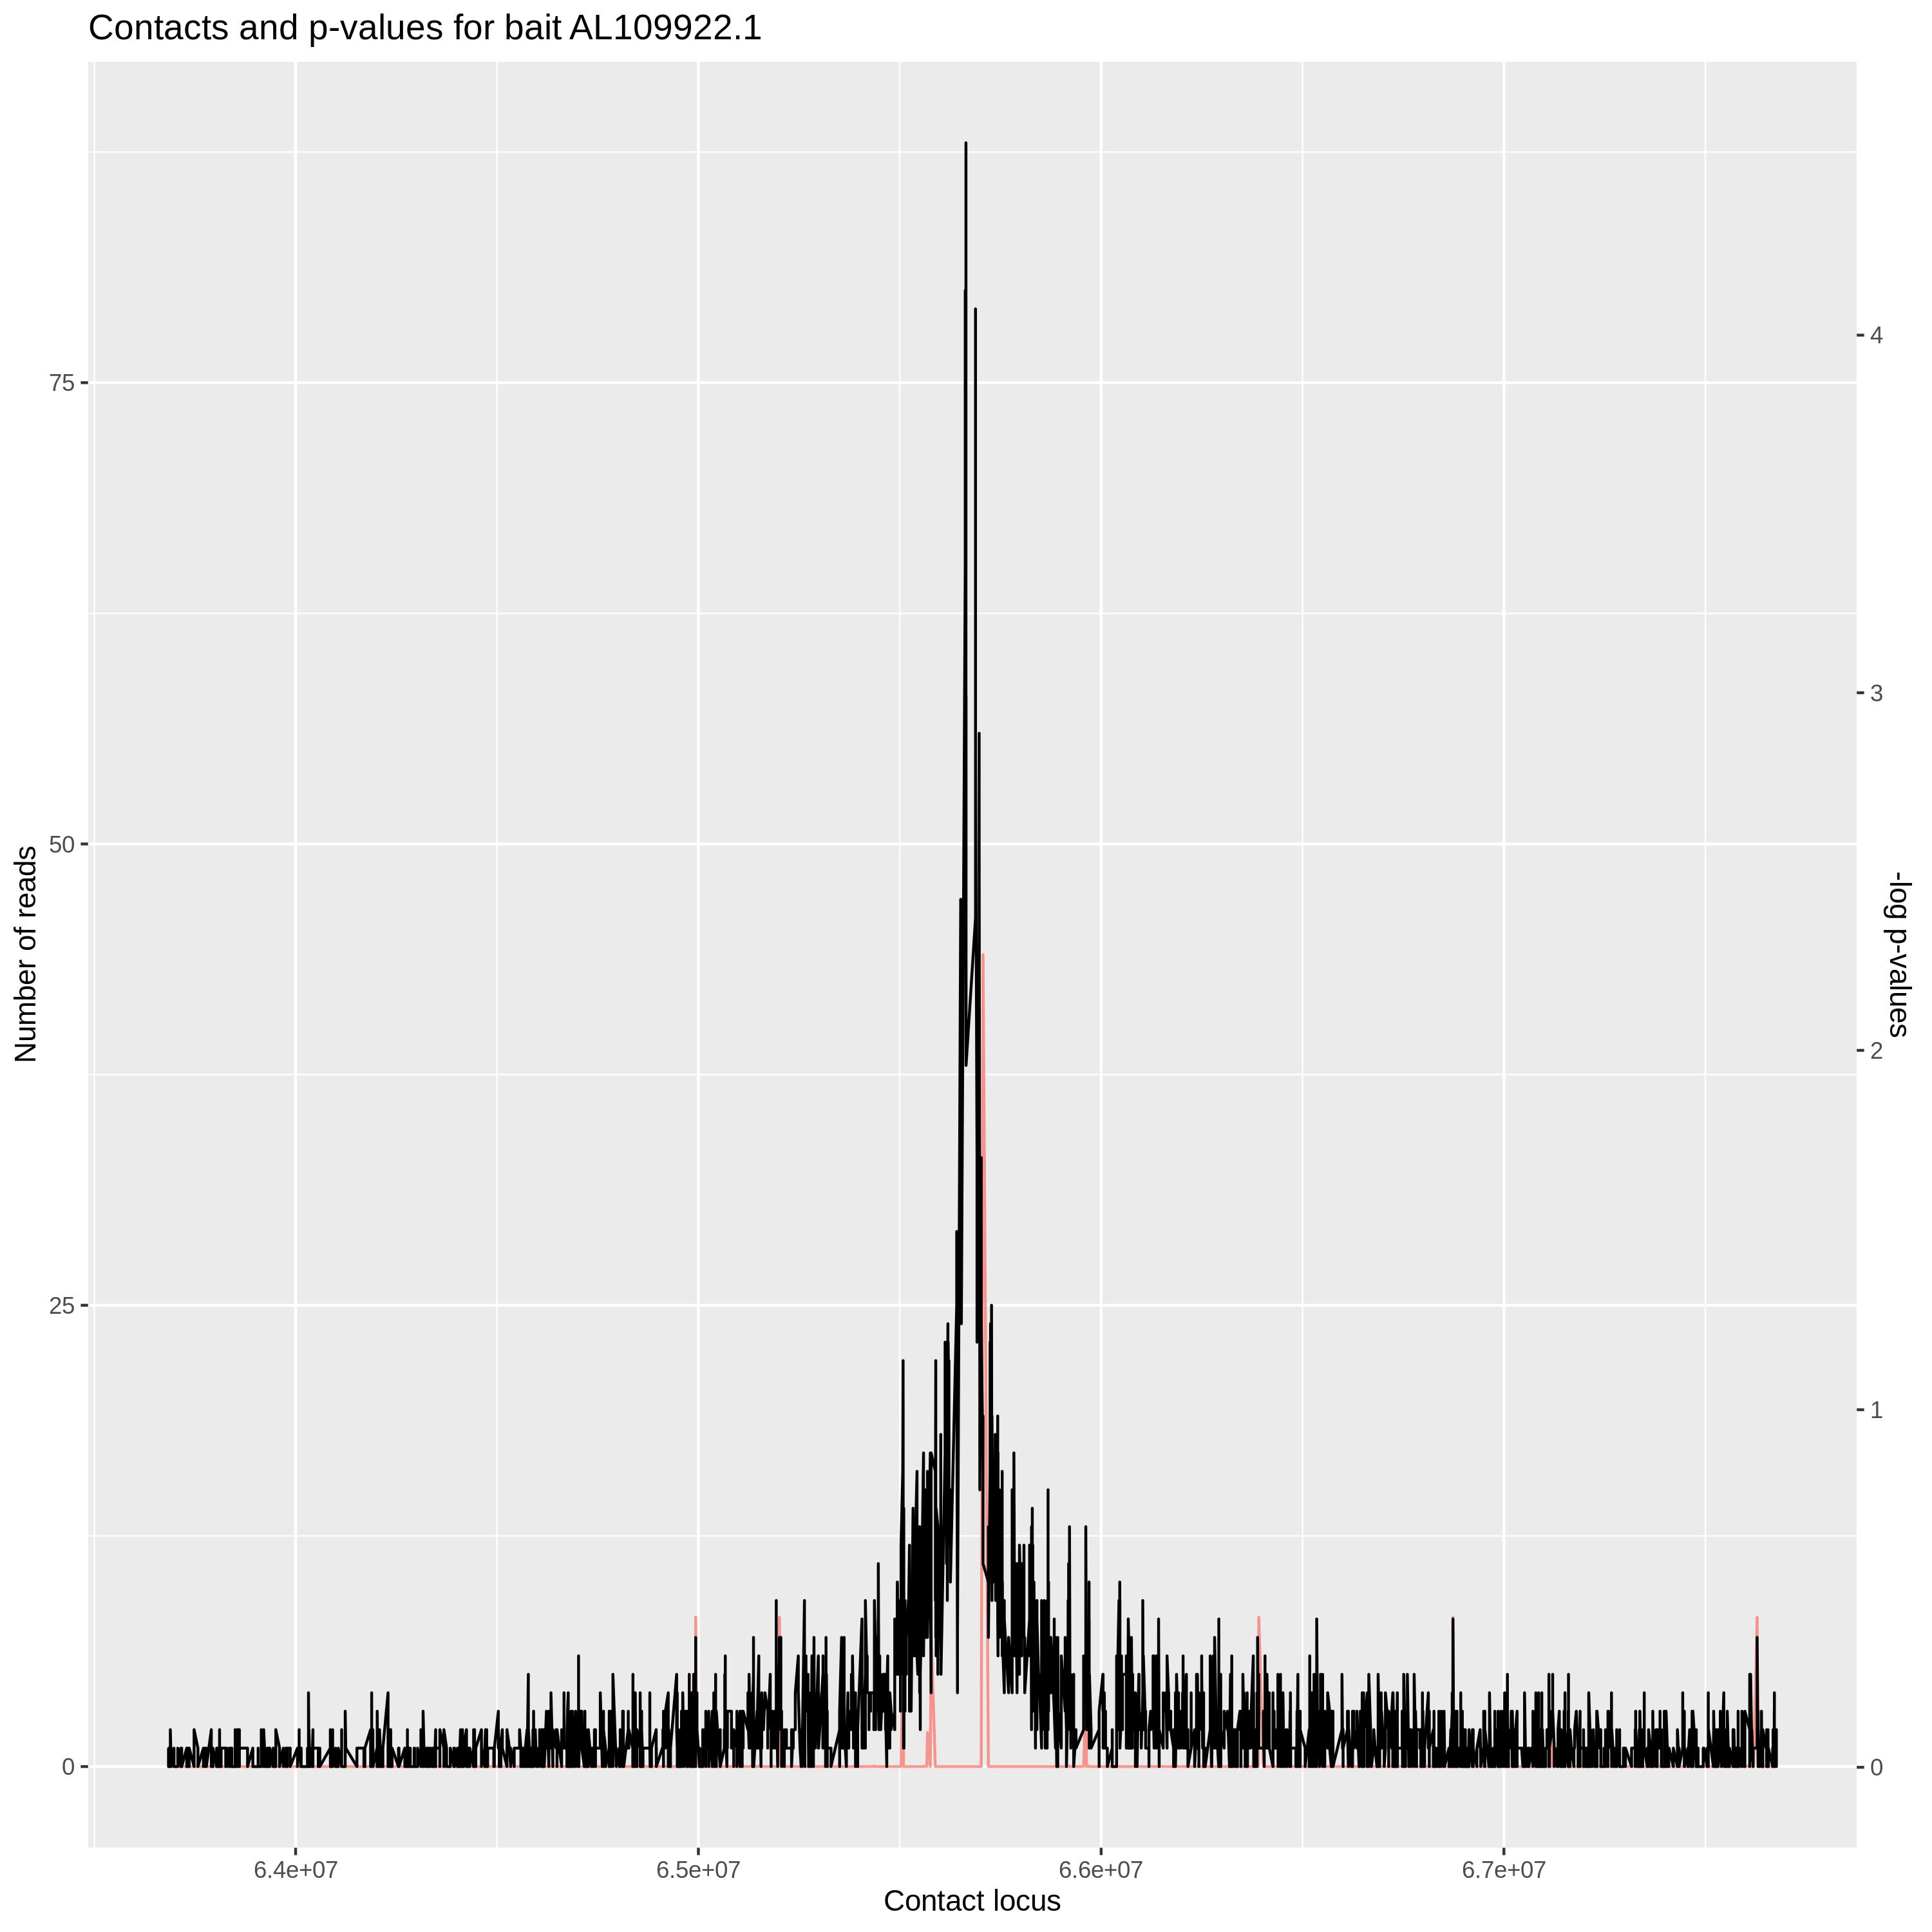 Contacts and p-values for bait AL109922.1
75
50
25
0
4
3
2
1
0
Number of reads
-log p-values
6.4e+07
6.5e+07
6.6e+07
6.7e+07
Contact locus